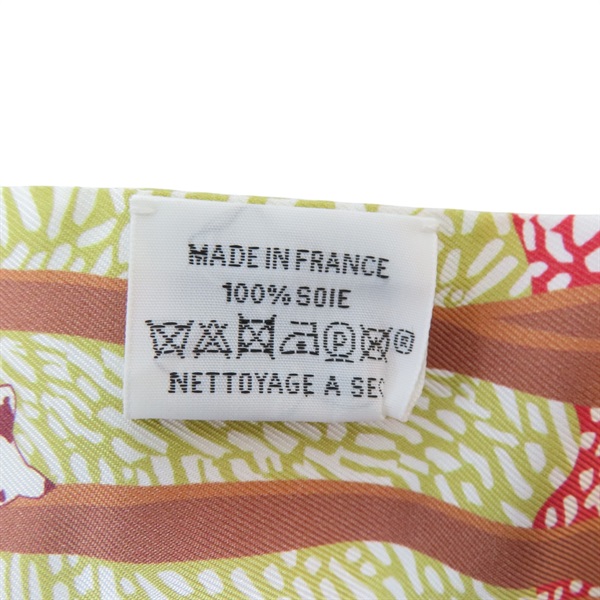 MADE IN FRANCE
100% SOIE
P ®
NETTOYAGE A SEC